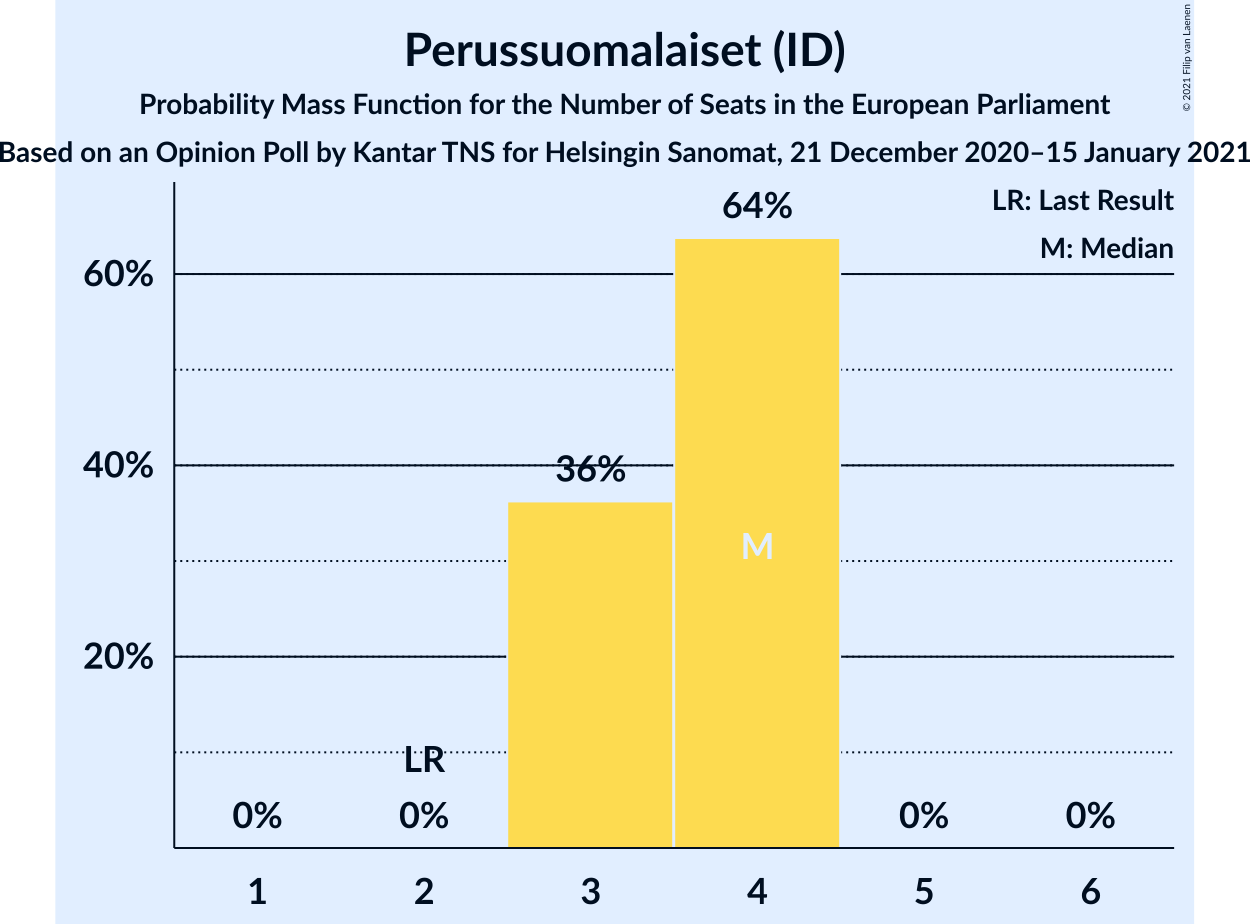 Perussuomalaiset (ID)
Probability Mass Function for the Number of Seats in the European Parliament
Based on an Opinion Poll by Kantar TNS for Helsingin Sanomat, 21 December 2020–15 January 2021
© 2021 Filip van Laenen
LR: Last Result
M: Median
64%
60%
40%
36%
M
20%
LR
0% 0% 0% 0%
1 2 3 4 5 6